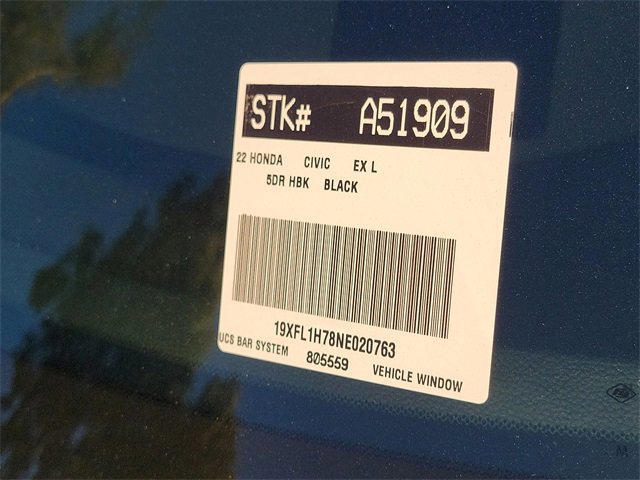 STK# A51909
22 HONDA CIVIC EX L
5DR HBK BLACK
19XFL1H78NE020763
UCS BAR SYSTEM 805559 VEHICLE WINDOW
M